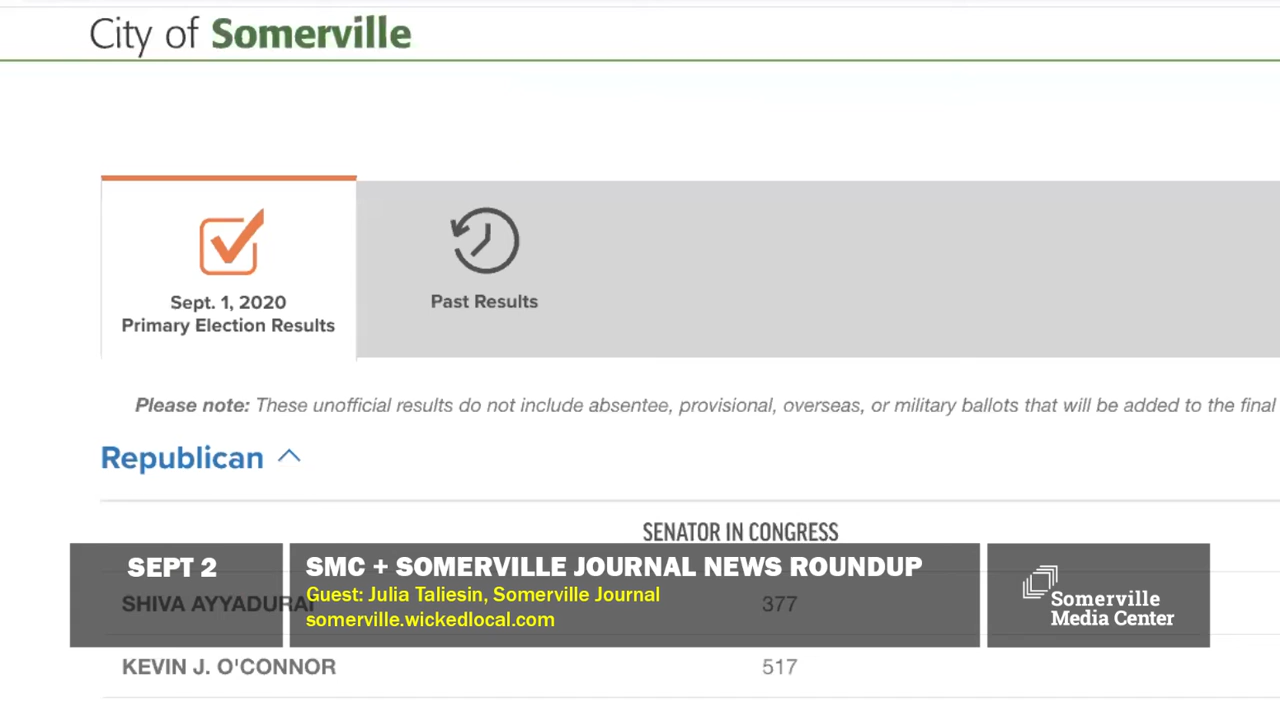 City of Somerville
Sept. 1, 2020
Primary Election Results
Past Results
Please note: These unofficial results do not include absentee, provisional, overseas, or military ballots that will be added to the final
Republican
SENATOR IN CONGRESS
SEPT 2
SMC + SOMERVILLE JOURNAL NEWS ROUNDUP
Guest: Julia Taliesin, Somerville Journal
somerville.wickedlocal.com
Somerville
Media Center
SHIVA AYYADURAI 377
KEVIN J. O'CONNOR 517